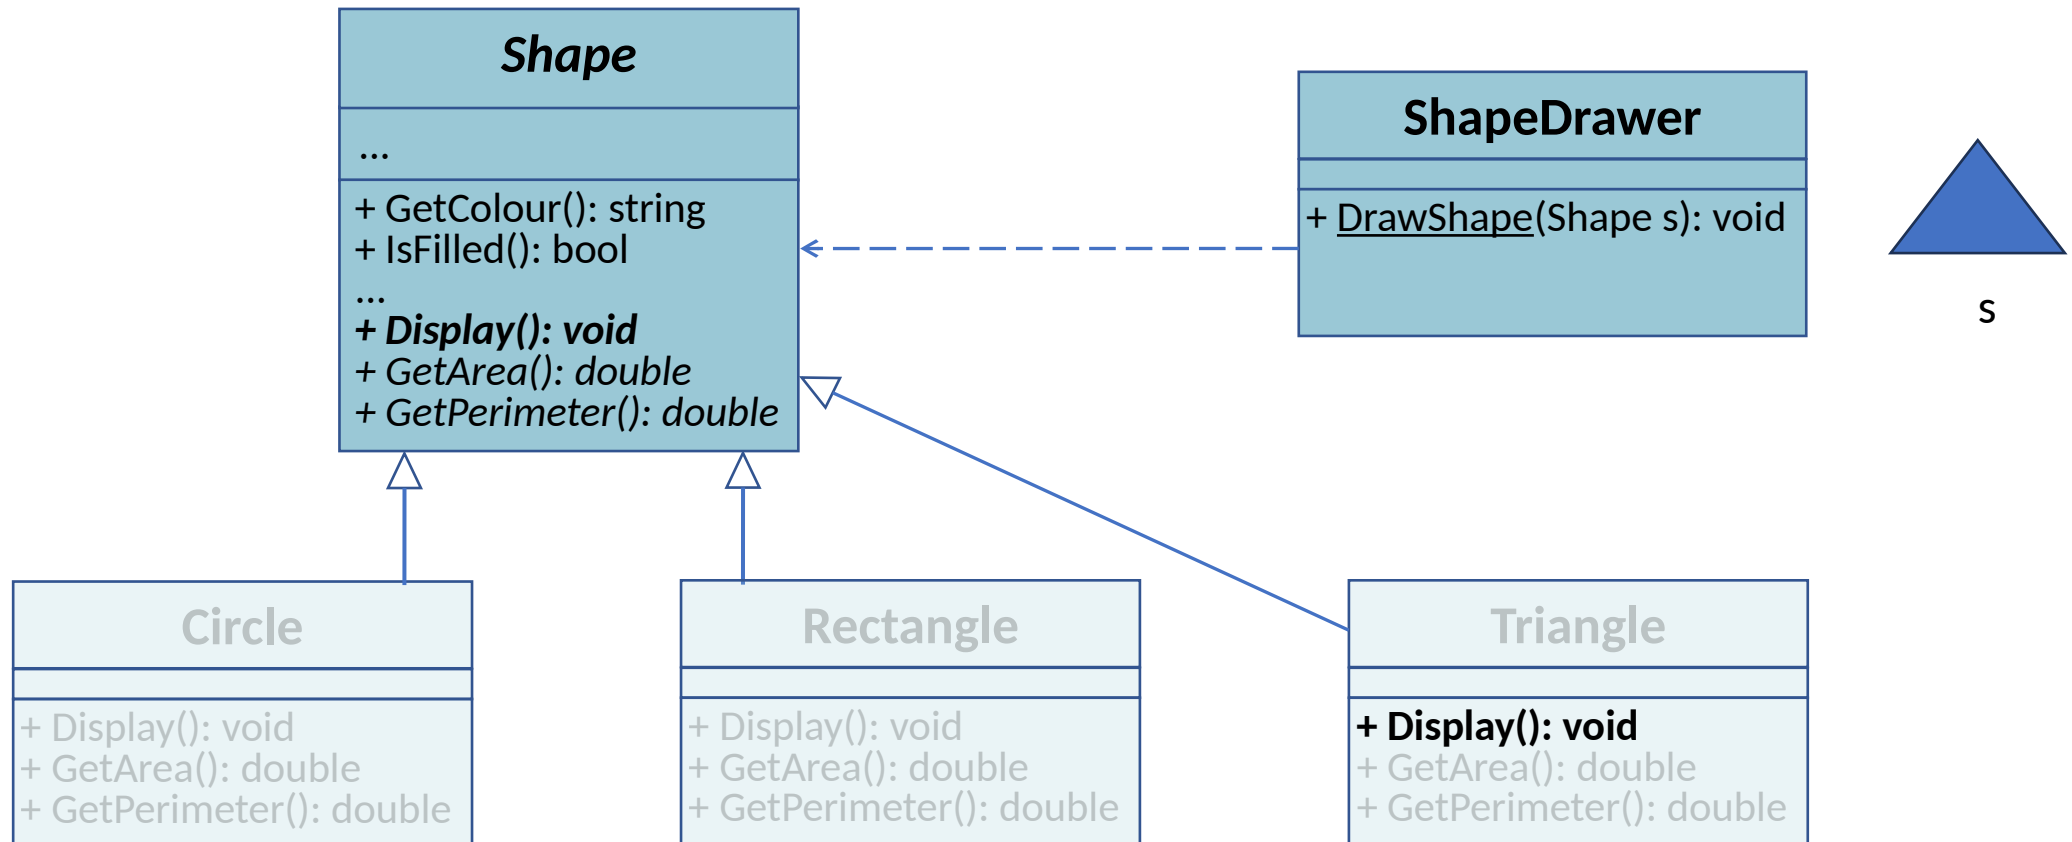 Shape
...
+ GetColour(): string
+ IsFilled(): bool
...
+ Display(): void
+ GetArea(): double
+ GetPerimeter(): double
ShapeDrawer
+ DrawShape(Shape s): void
s
Circle
+ Display(): void
+ GetArea(): double
+ GetPerimeter(): double
Rectangle
+ Display(): void
+ GetArea(): double
+ GetPerimeter(): double
Triangle
+ Display(): void
+ GetArea(): double
+ GetPerimeter(): double